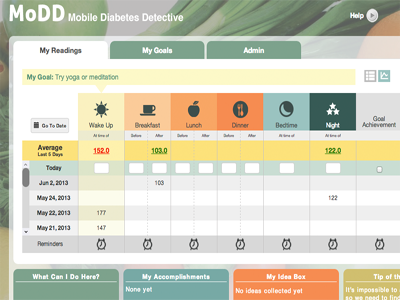 MoDD Mobile Diabetes Detective
Help
My Readings
My Goals
Admin
My Goal: Try yoga or meditation
Wake Up
Breakfast
Lunch
Dinner
Bedtime
Night
Goal
Achievement
Go To Date
At time of
Before After
Before After
Before After
At time of
At time of
Average
Last 5 Days
152.0
103.0
122.0
Today
Jun 2, 2013
103
May 24, 2013
122
May 22, 2013
177
May 21, 2013
147
Reminders
What Can I Do Here?
My Accomplishments
None yet
My Idea Box
No ideas collected yet
Tip of th
It's impossible
so we need to fin